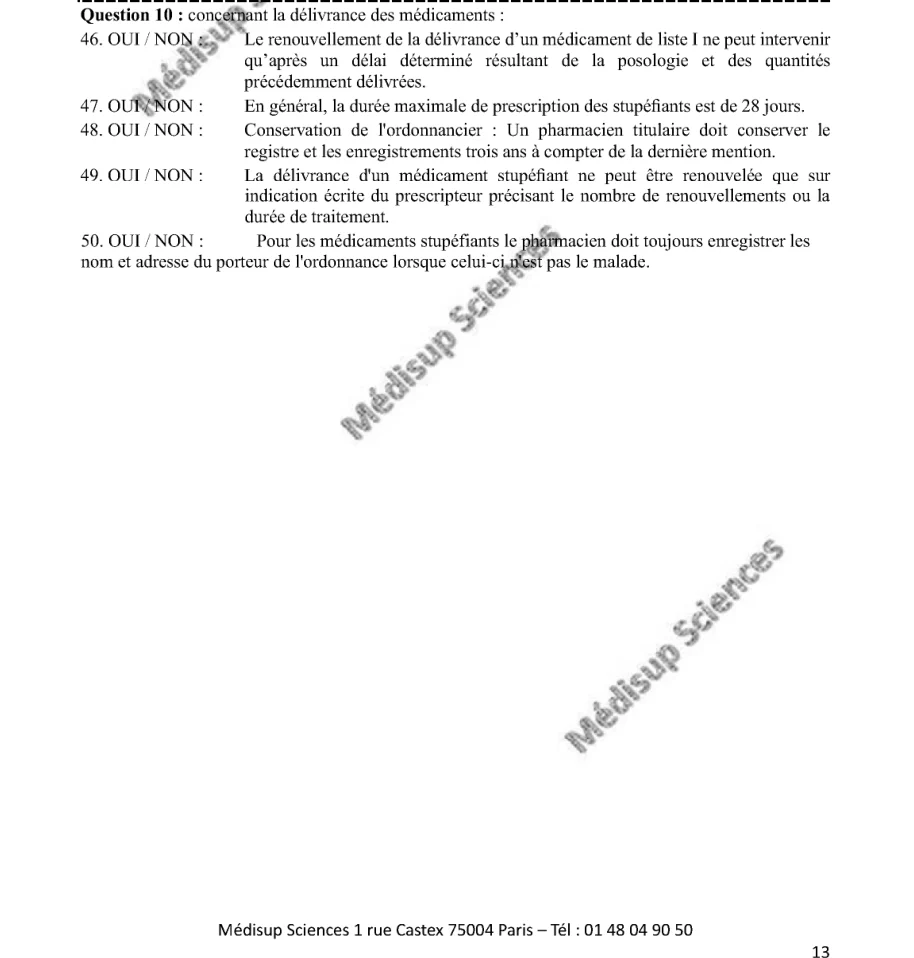 Question 10 : concernant la délivrance des médicaments :
46. OUI / NON : Le renouvellement de la délivrance d’un médicament de liste I ne peut intervenir
qu’après un délai déterminé résultant de la posologie et des quantités
précédemment délivrées.
47. OUI / NON : En général, la durée maximale de prescription des stupéfiants est de 28 jours.
48. OUI / NON : Conservation de l'ordonnancier : Un pharmacien titulaire doit conserver le
registre et les enregistrements trois ans à compter de la dernière mention.
49. OUI / NON : La délivrance d'un médicament stupéfiant ne peut être renouvelée que sur
indication écrite du prescripteur précisant le nombre de renouvellements ou la
durée de traitement.
50. OUI / NON : Pour les médicaments stupéfiants le pharmacien doit toujours enregistrer les
nom et adresse du porteur de l'ordonnance lorsque celui-ci n'est pas le malade.
Médisup S
Médisup Sciences
Médisup Sciences
Médisup Sciences 1 rue Castex 75004 Paris – Tél : 01 48 04 90 50
13